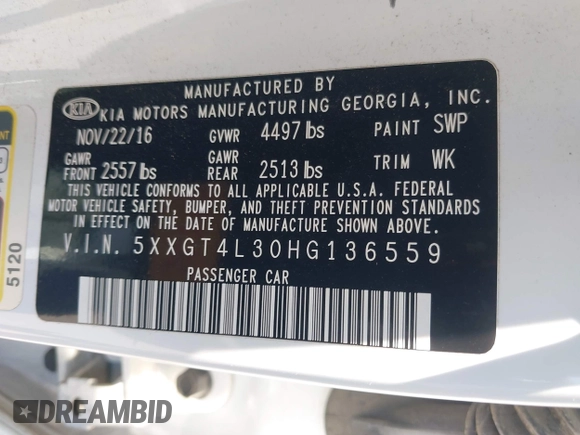 MANUFACTURED BY
KIA KIA MOTORS MANUFACTURING GEORGIA, INC.
NOV/22/16 GVWR 4497 lbs PAINT SWP
GAWR FRONT 2557 lbs GAWR REAR 2513 lbs TRIM WK
THIS VEHICLE CONFORMS TO ALL APPLICABLE U.S.A. FEDERAL
MOTOR VEHICLE SAFETY, BUMPER, AND THEFT PREVENTION STANDARDS
IN EFFECT ON THE DATE OF MANUFACTURE SHOWN ABOVE.
V.I.N. 5XXGT4L30HG136559
PASSENGER CAR
5120
DREAMBID